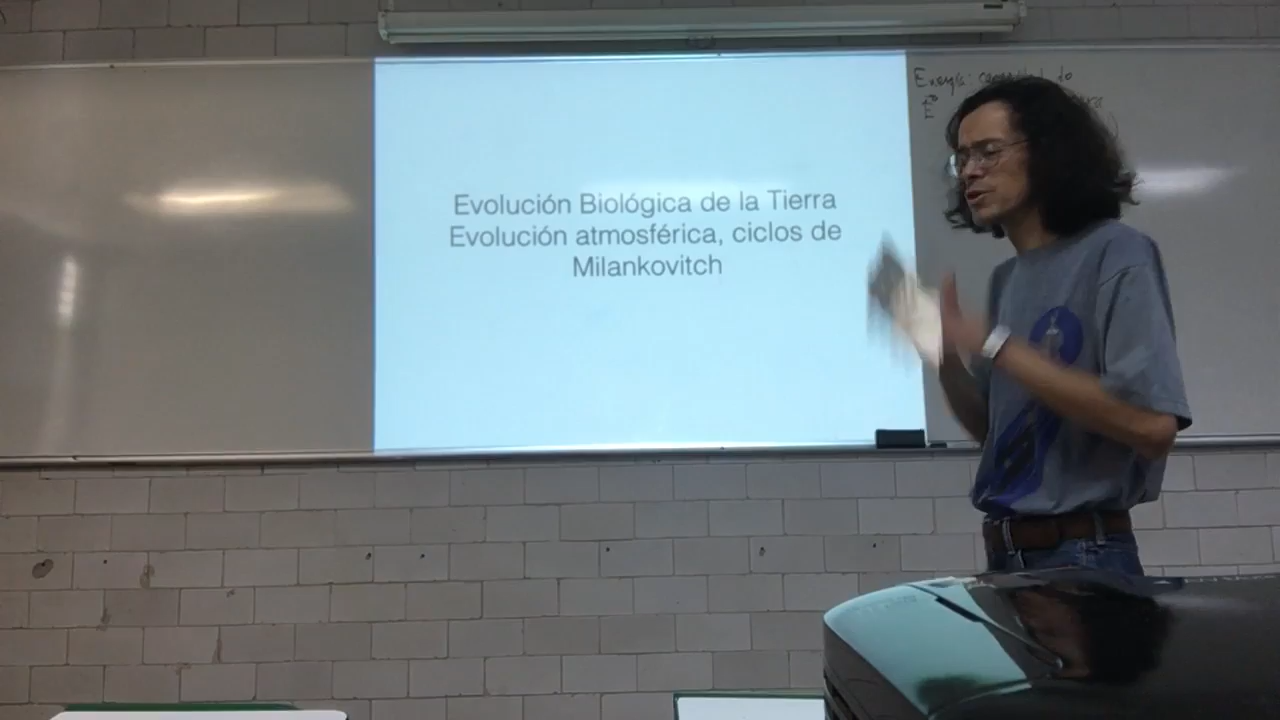 Evolución Biológica de la Tierra
Evolución atmosférica, ciclos de
Milankovitch
Energía: